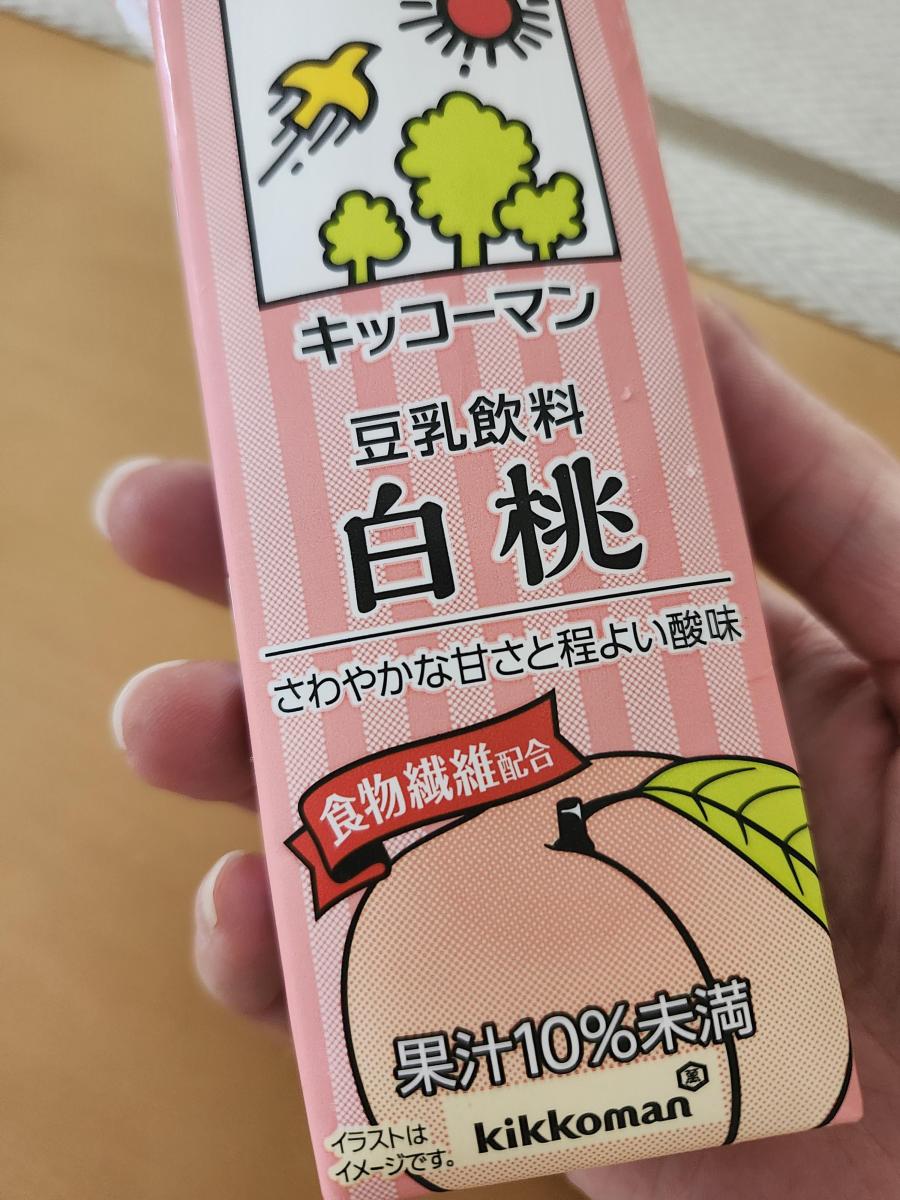 キッコーマン
豆乳飲料
白桃
さわやかな甘さと程よい酸味
食物繊維配合
果汁10%未満
萬
kikkoman
イラストは
イメージです。